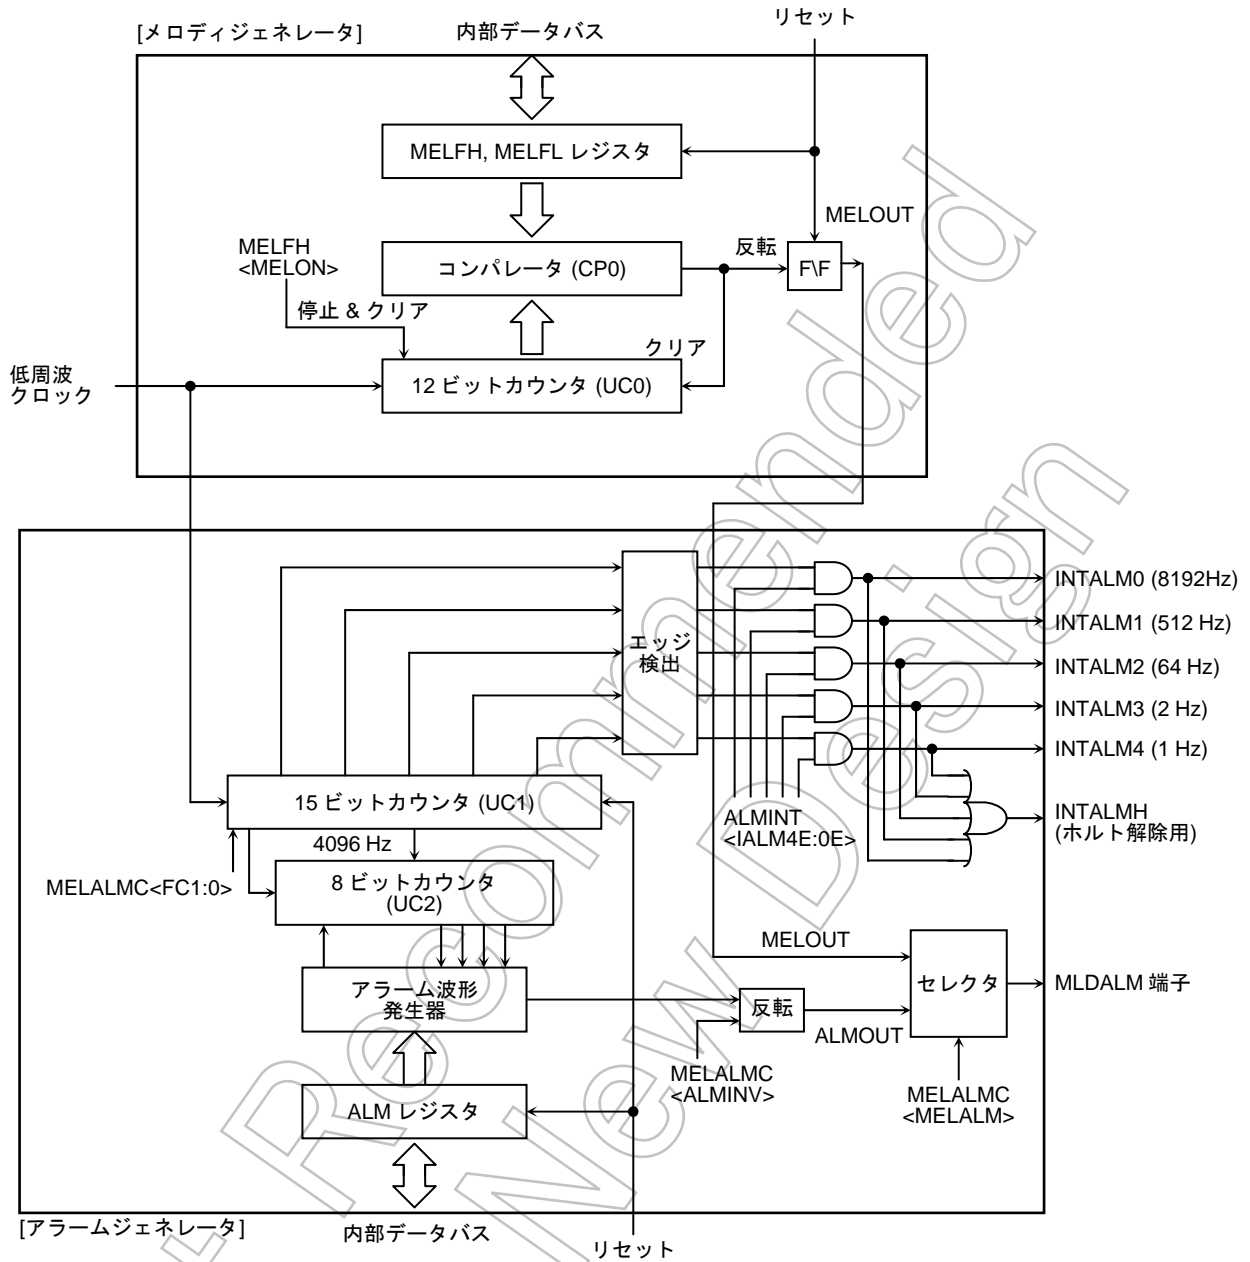 リセット
[メロディジェネレータ]
内部データバス
MELFH, MELFL レジスタ
MELOUT
MELFH
<MELON>
コンパレータ (CP0)
反転
F\F
停止 & クリア
クリア
低周波
クロック
12 ビットカウンタ (UC0)
エッジ
検出
INTALM0 (8192Hz)
INTALM1 (512 Hz)
INTALM2 (64 Hz)
INTALM3 (2 Hz)
INTALM4 (1 Hz)
15 ビットカウンタ (UC1)
ALMINT
<IALM4E:0E>
INTALMH
(ホルト解除用)
4096 Hz
MELALMC<FC1:0>
8 ビットカウンタ
(UC2)
MELOUT
セレクタ
MLDALM 端子
アラーム波形
発生器
反転
ALMOUT
MELALMC
<ALMINV>
MELALMC
<MELALM>
ALM レジスタ
[アラームジェネレータ]
内部データバス
リセット
Recommended
New Design